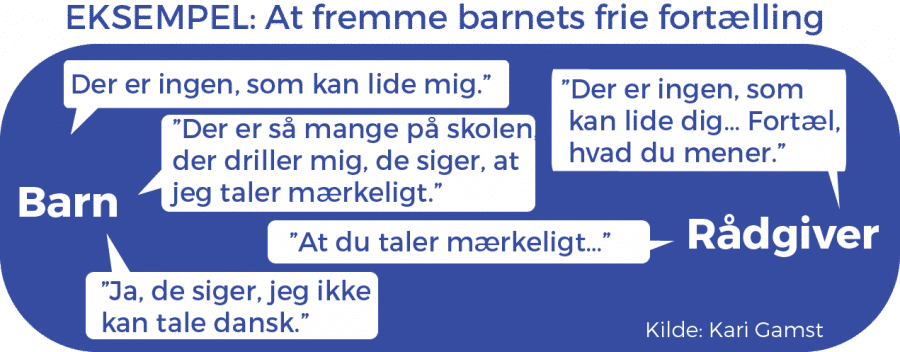 EKSEMPEL: At fremme barnets frie fortælling
Der er ingen, som kan lide mig.”
”Der er ingen, som
kan lide dig... Fortæl,
hvad du mener.”
”Der er så mange på skolen,
der driller mig, de siger, at
jeg taler mærkeligt.”
Barn
”At du taler mærkeligt...”
Rådgiver
”Ja, de siger, jeg ikke
kan tale dansk.”
Kilde: Kari Gamst